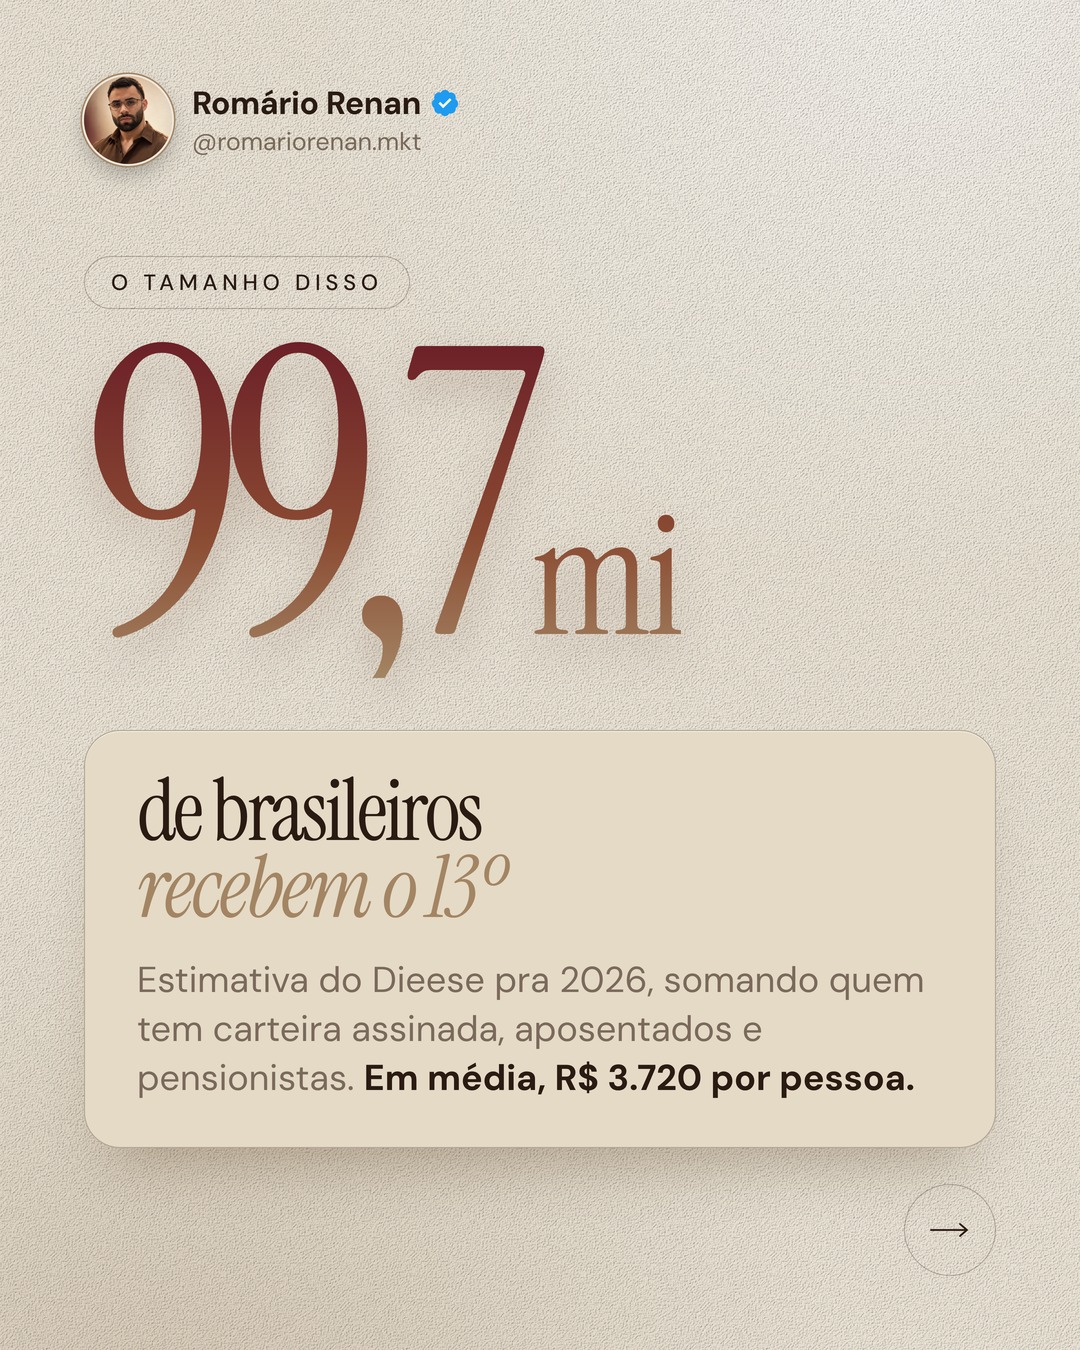 Romário Renan
@romariorenan.mkt
O TAMANHO DISSO
99,7 mi
de brasileiros
recebem o 13º
Estimativa do Dieese pra 2026, somando quem
tem carteira assinada, aposentados e
pensionistas. Em média, R$ 3.720 por pessoa.